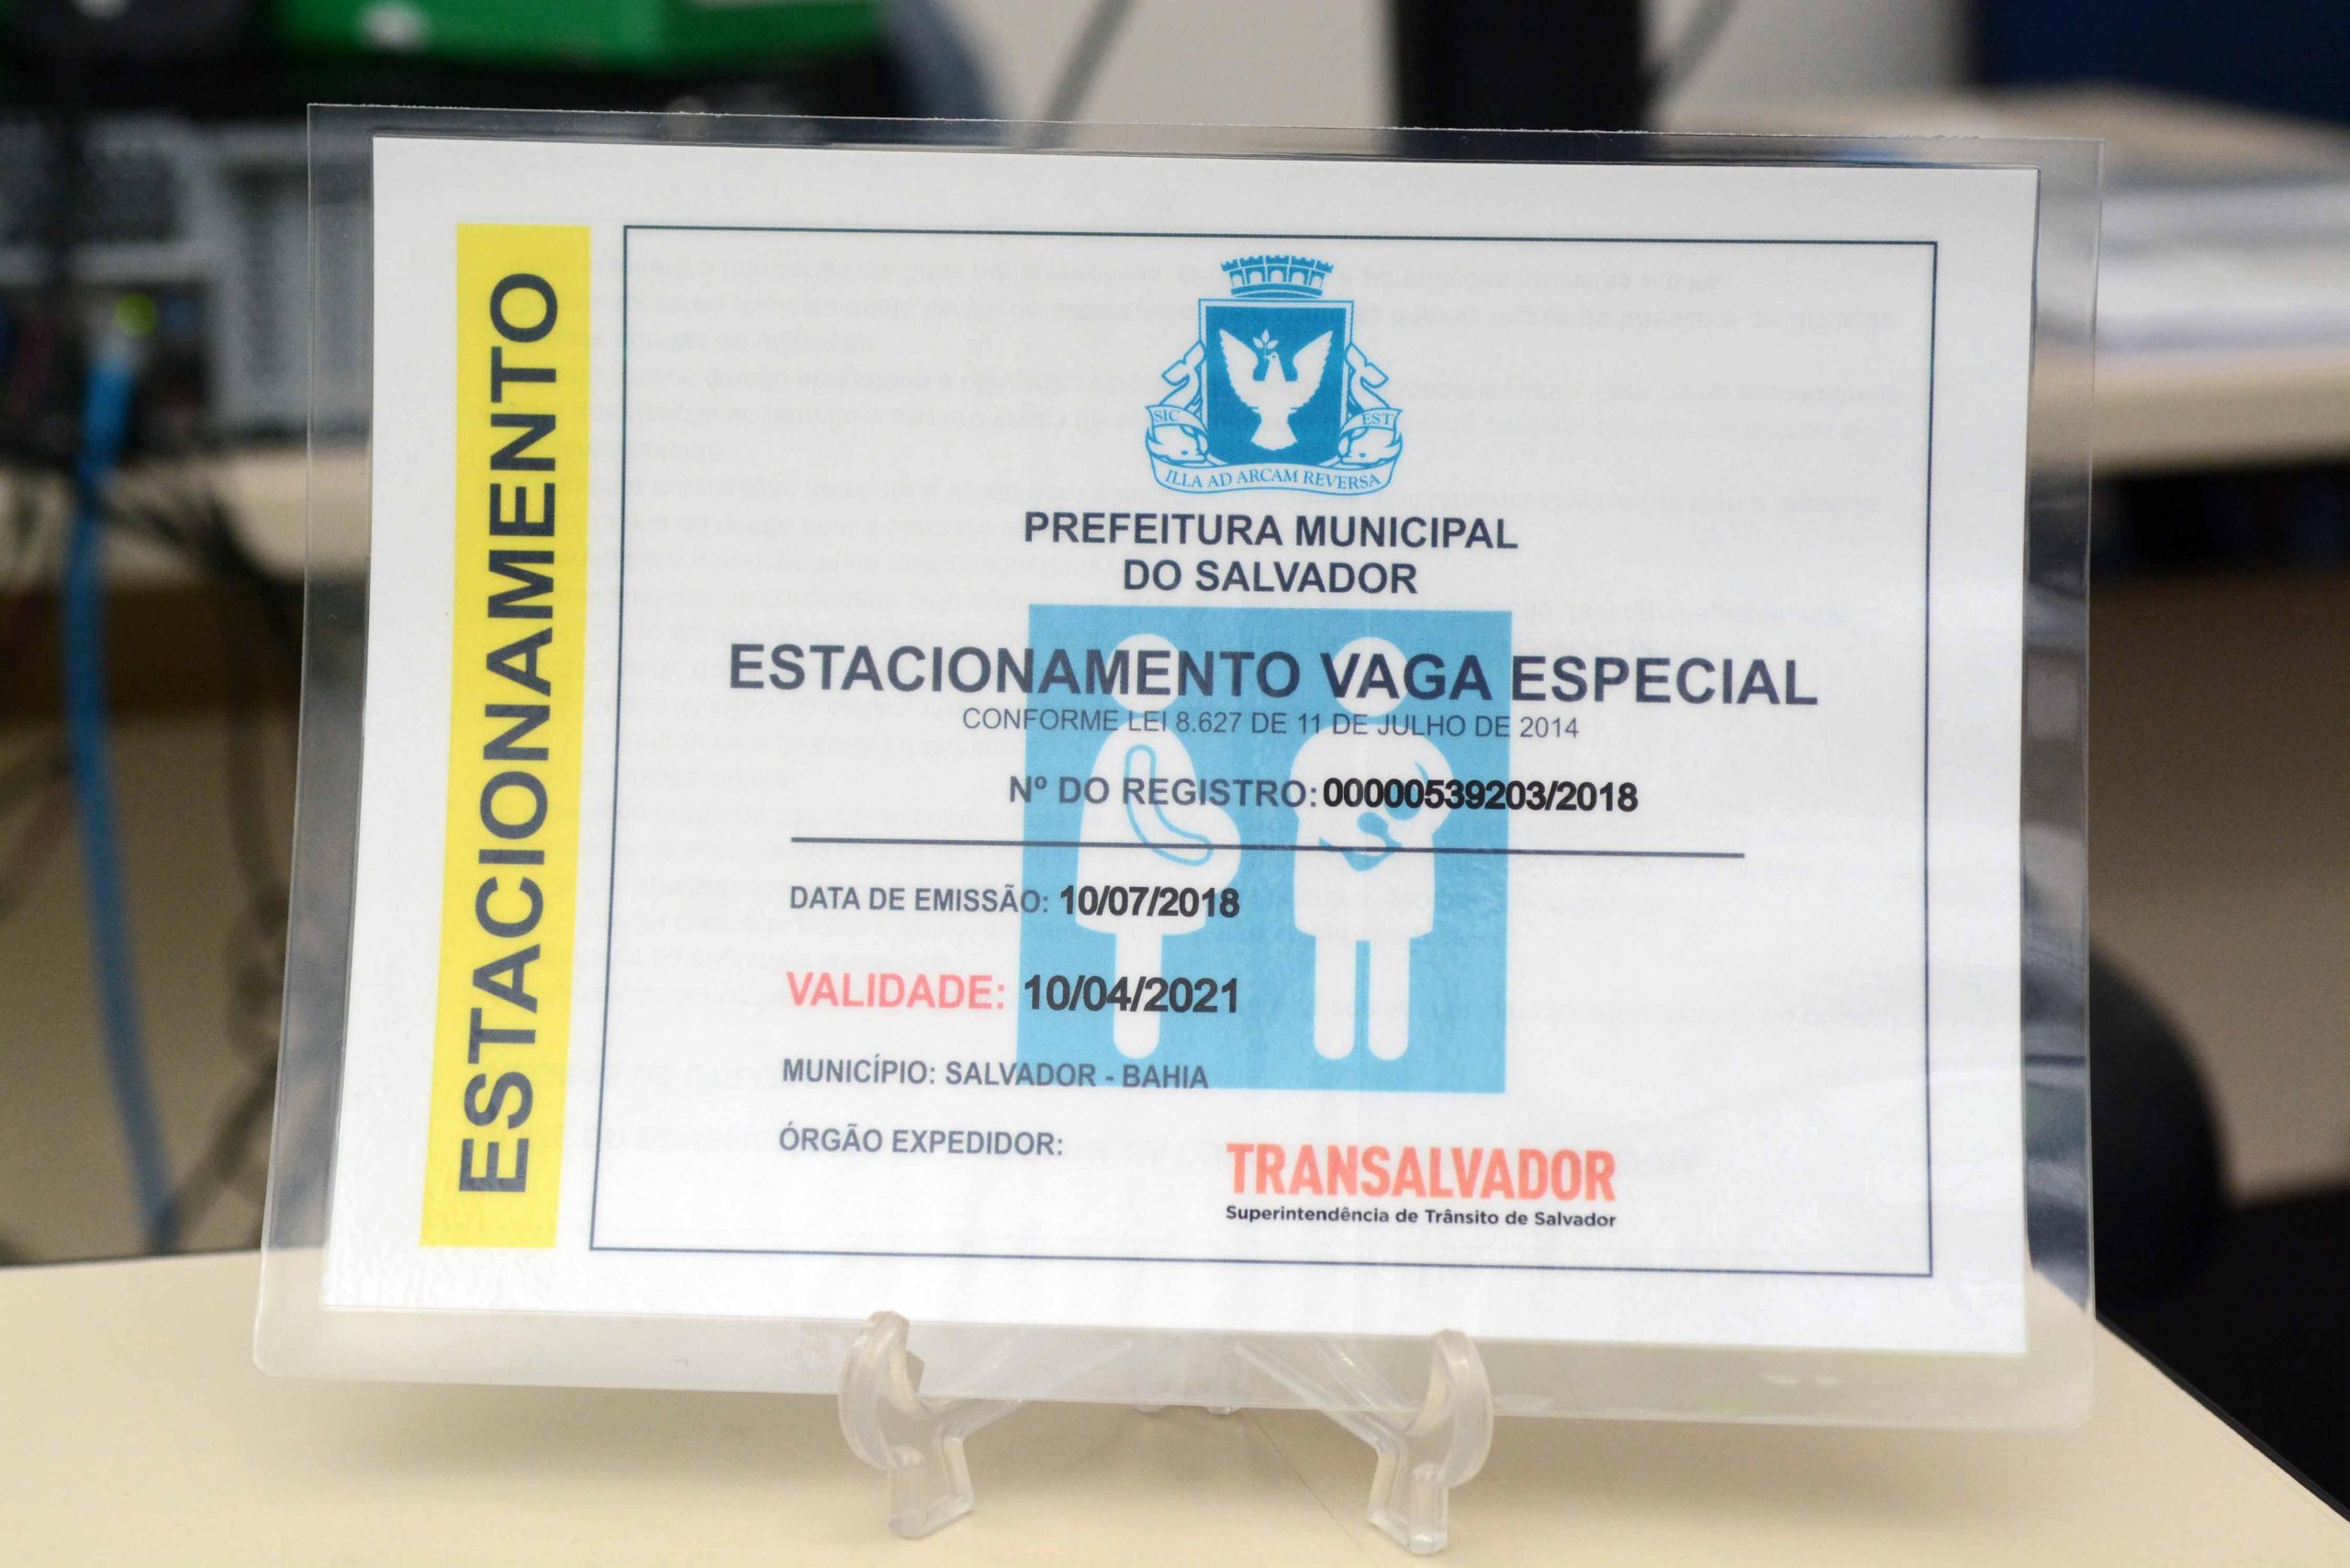 ESTACIONAMENTO
SIC
EST
ILLA AD ARCAM REVERSA
PREFEITURA MUNICIPAL
DO SALVADOR
ESTACIONAMENTO VAGA ESPECIAL
CONFORME LEI 8.627 DE 11 DE JULHO DE 2014
Nº DO REGISTRO: 00000539203/2018
DATA DE EMISSÃO: 10/07/2018
VALIDADE: 10/04/2021
MUNICÍPIO: SALVADOR - BAHIA
ÓRGÃO EXPEDIDOR:
TRANSALVADOR
Superintendência de Trânsito de Salvador